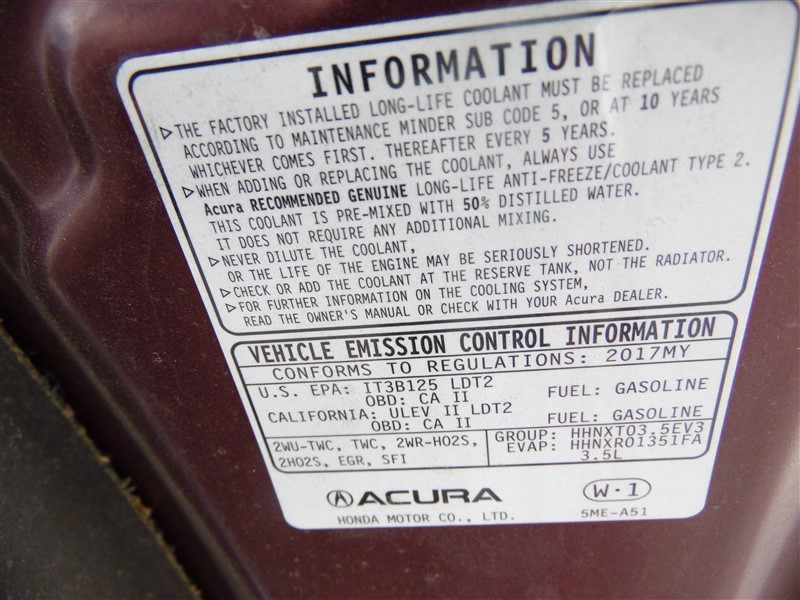 INFORMATION
▷THE FACTORY INSTALLED LONG-LIFE COOLANT MUST BE REPLACED
ACCORDING TO MAINTENANCE MINDER SUB CODE 5, OR AT 10 YEARS
WHICHEVER COMES FIRST. THEREAFTER EVERY 5 YEARS.
▷WHEN ADDING OR REPLACING THE COOLANT, ALWAYS USE
Acura RECOMMENDED GENUINE LONG-LIFE ANTI-FREEZE/COOLANT TYPE 2.
THIS COOLANT IS PRE-MIXED WITH 50% DISTILLED WATER.
IT DOES NOT REQUIRE ANY ADDITIONAL MIXING.
▷NEVER DILUTE THE COOLANT,
OR THE LIFE OF THE ENGINE MAY BE SERIOUSLY SHORTENED.
▷CHECK OR ADD THE COOLANT AT THE RESERVE TANK, NOT THE RADIATOR.
▷FOR FURTHER INFORMATION ON THE COOLING SYSTEM,
READ THE OWNER'S MANUAL OR CHECK WITH YOUR Acura DEALER.
VEHICLE EMISSION CONTROL INFORMATION
CONFORMS TO REGULATIONS: 2017MY
U.S. EPA: IT3B125 LDT2 FUEL: GASOLINE
OBD: CA II
CALIFORNIA: ULEV II LDT2 FUEL: GASOLINE
OBD: CA II
2WU-TWC, TWC, 2WR-HO2S,
2HO2S, EGR, SFI
GROUP: HHNXT03.5EV3
EVAP: HHNXR01351FA
3.5L
ACURA
HONDA MOTOR CO., LTD.
W·1
5ME-A51